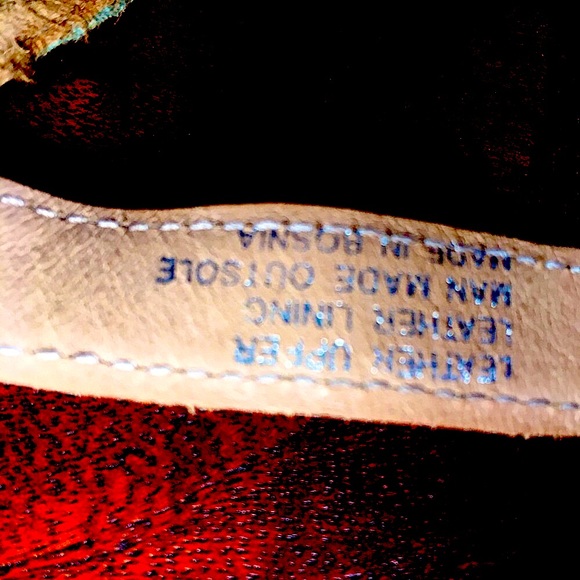 LEATHER UPPER
LEATHER LINING
MAN MADE OUTSOLE
MADE IN BOSNIA